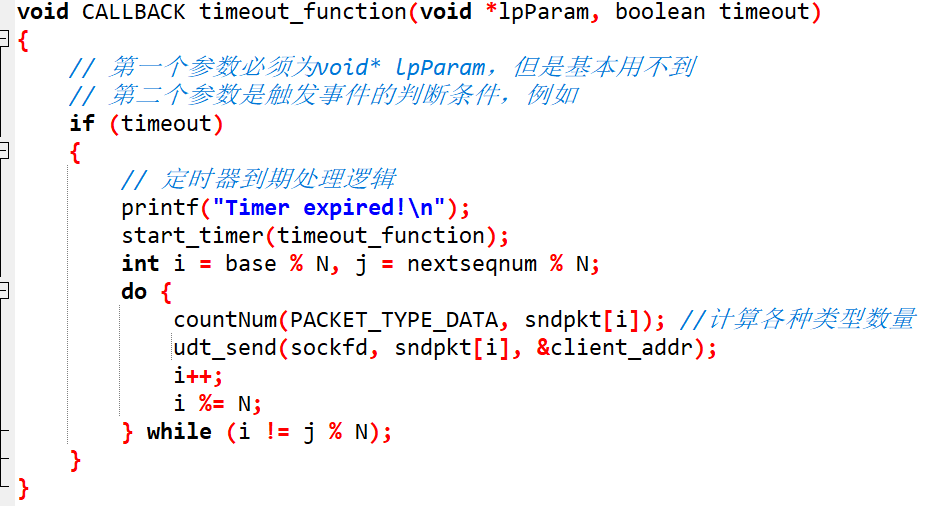 void CALLBACK timeout_function(void *lpParam, boolean timeout)
{
// 第一个参数必须为void* lpParam，但是基本用不到
// 第二个参数是触发事件的判断条件，例如
if (timeout)
{
// 定时器到期处理逻辑
printf("Timer expired!\n");
start_timer(timeout_function);
int i = base % N, j = nextseqnum % N;
do {
countNum(PACKET_TYPE_DATA, sndpkt[i]); //计算各种类型数量
udt_send(sockfd, sndpkt[i], &client_addr);
i++;
i %= N;
} while (i != j % N);
}
}